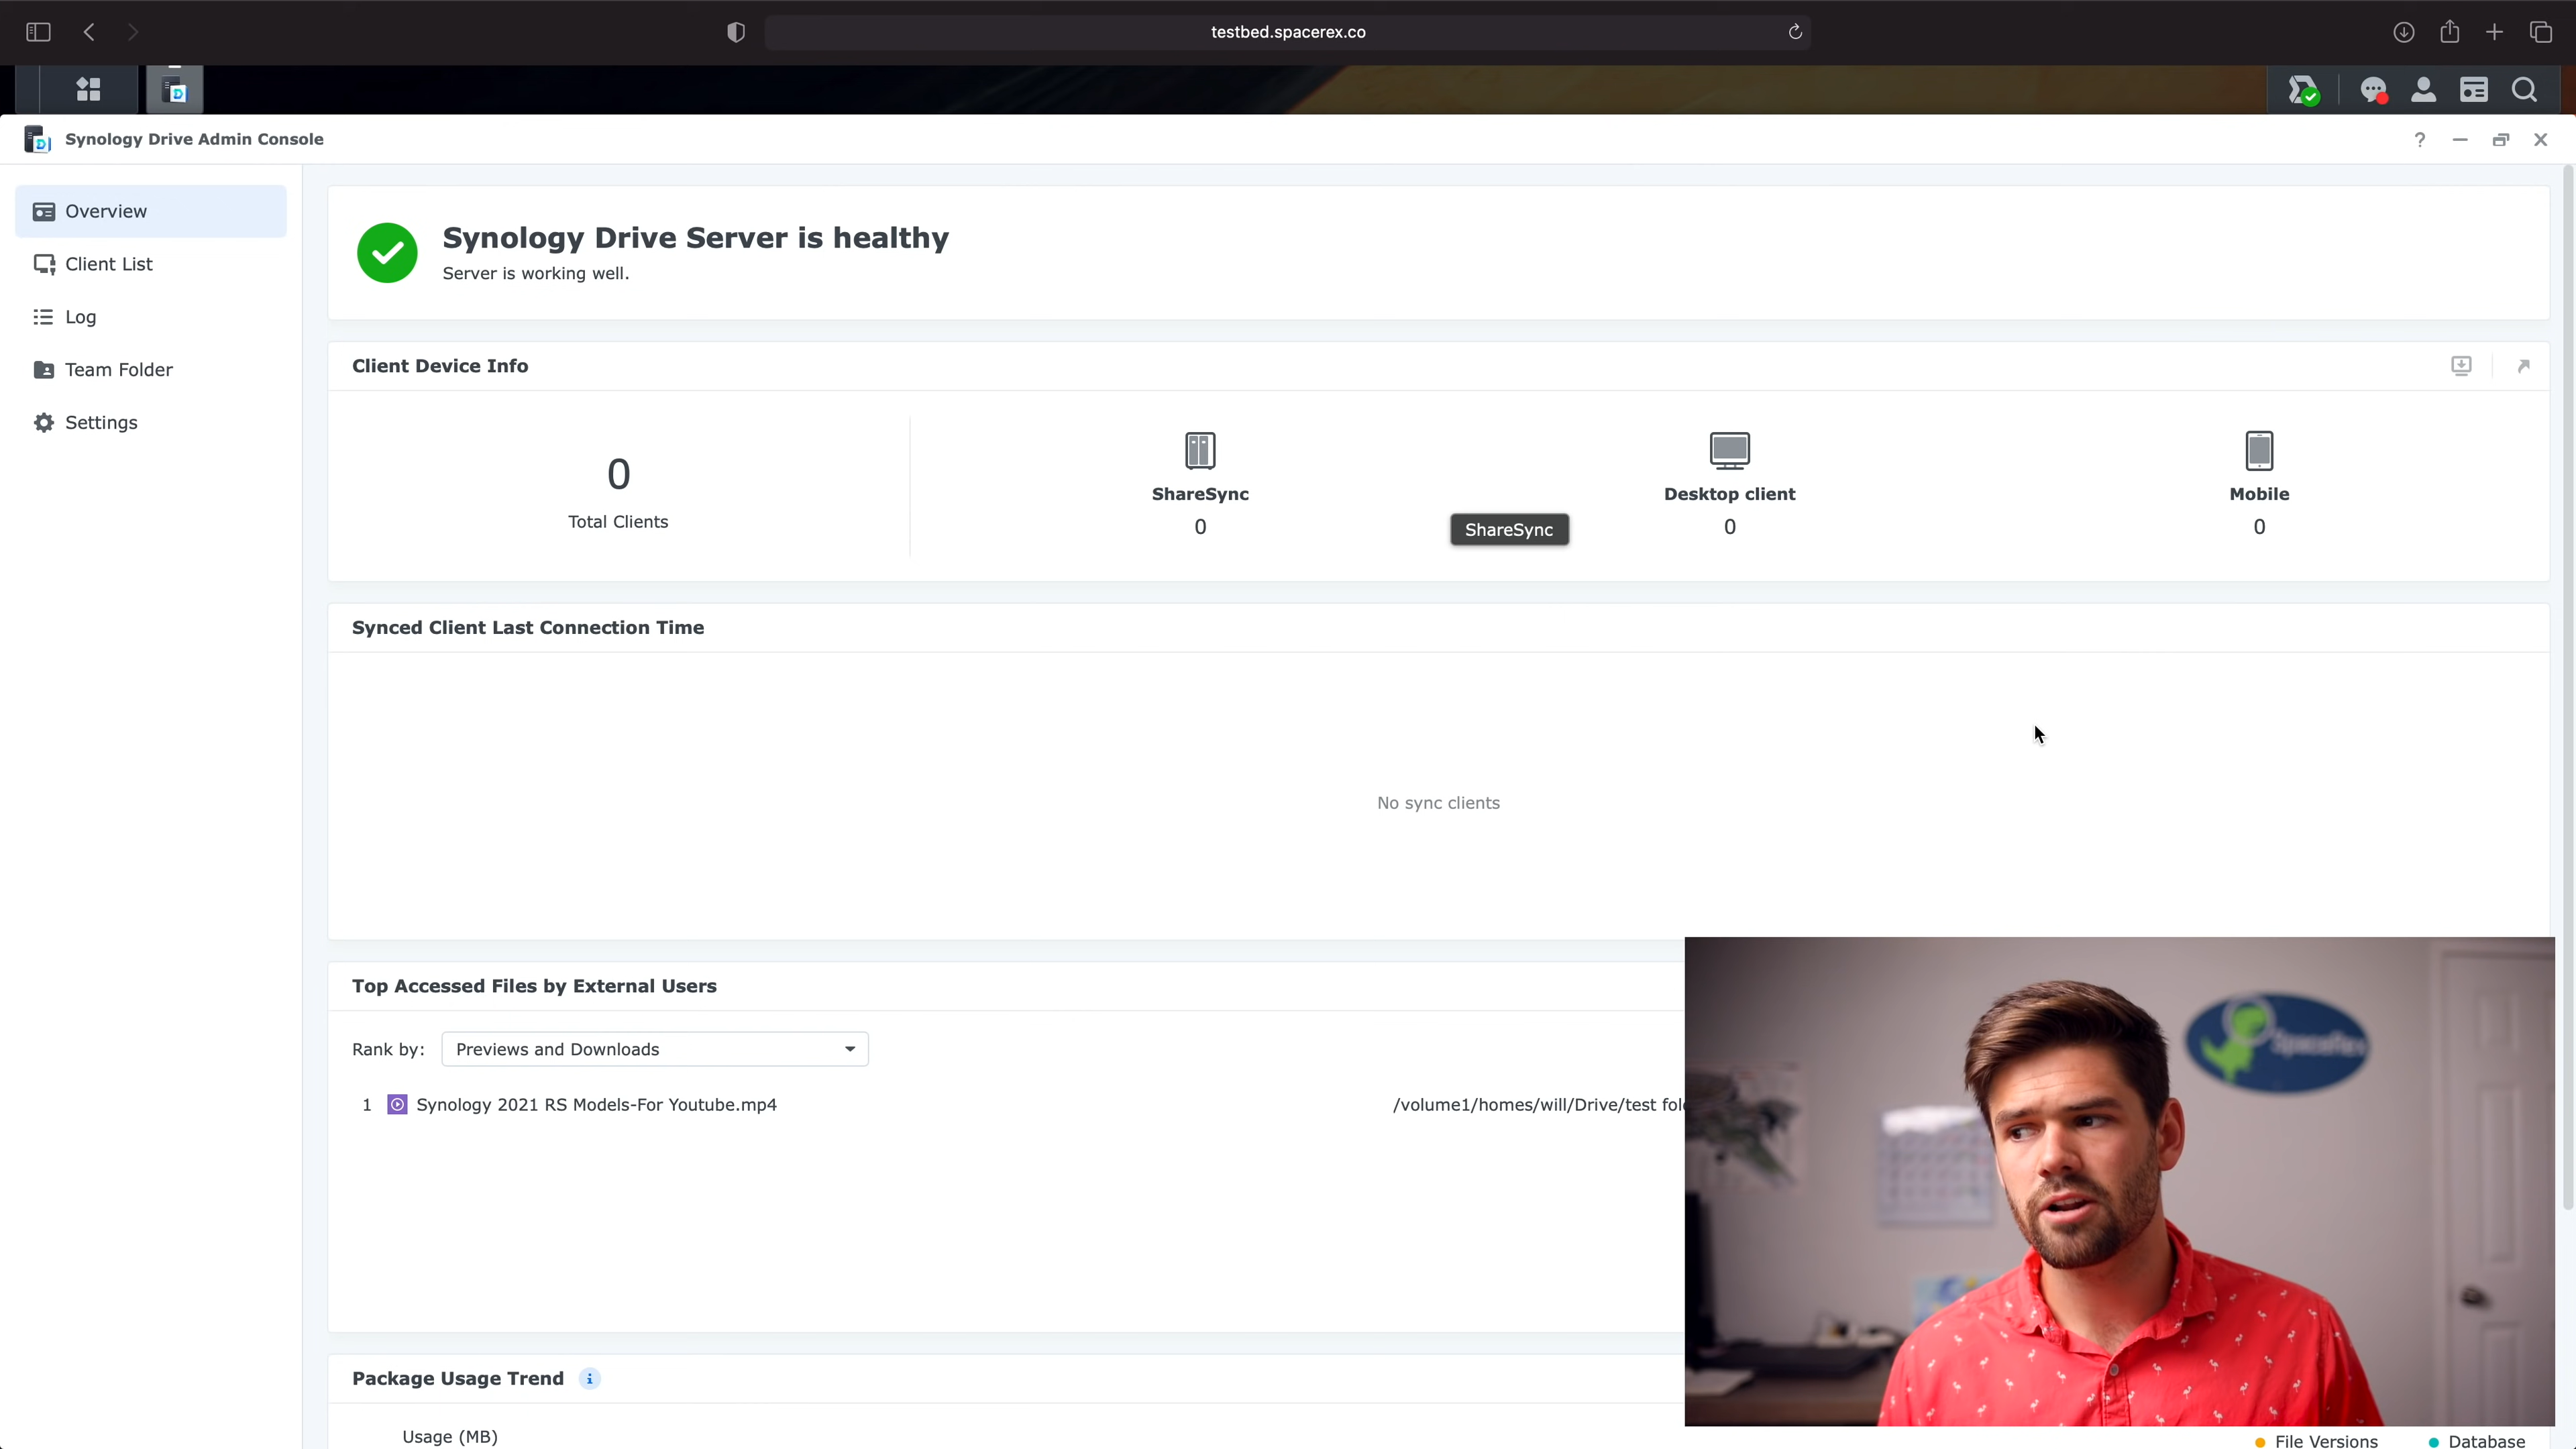 testbed.spacerex.co
Synology Drive Admin Console
Overview
Client List
Log
Team Folder
Settings
Synology Drive Server is healthy
Server is working well.
Client Device Info
0
Total Clients
ShareSync
0
Desktop client
0
Mobile
0
ShareSync
Synced Client Last Connection Time
No sync clients
Top Accessed Files by External Users
Rank by: Previews and Downloads
1 Synology 2021 RS Models-For Youtube.mp4 /volume1/homes/will/Drive/test fol
SpaceRex
Package Usage Trend
Usage (MB)
File Versions Database